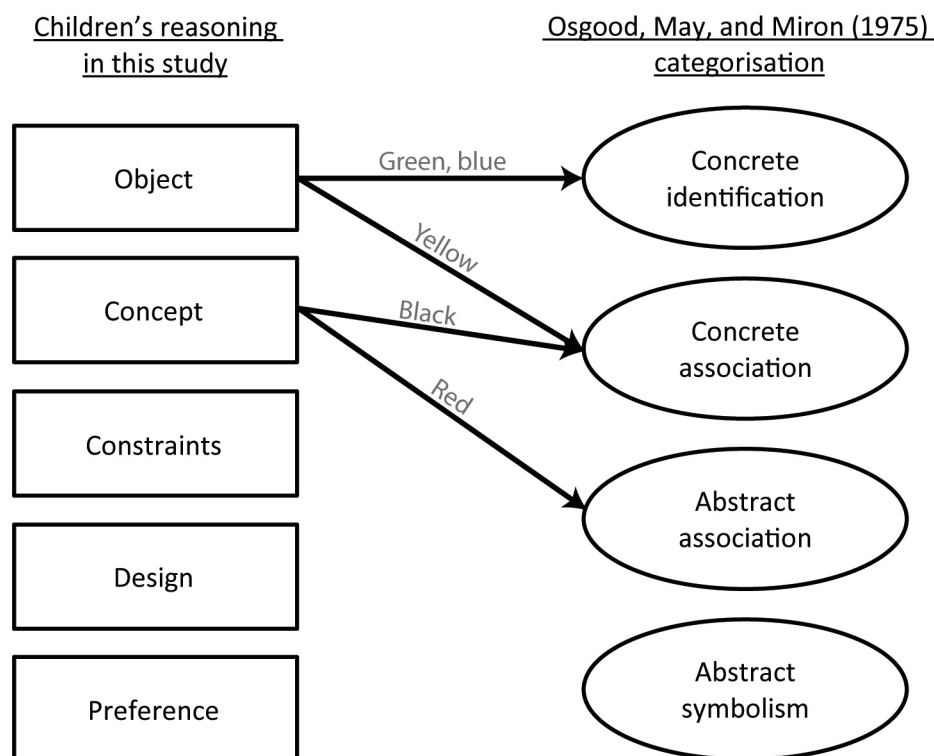 Children’s reasoning
in this study
Osgood, May, and Miron (1975)
categorisation
Object
Concept
Constraints
Design
Preference
Green, blue
Yellow
Black
Red
Concrete
identification
Concrete
association
Abstract
association
Abstract
symbolism